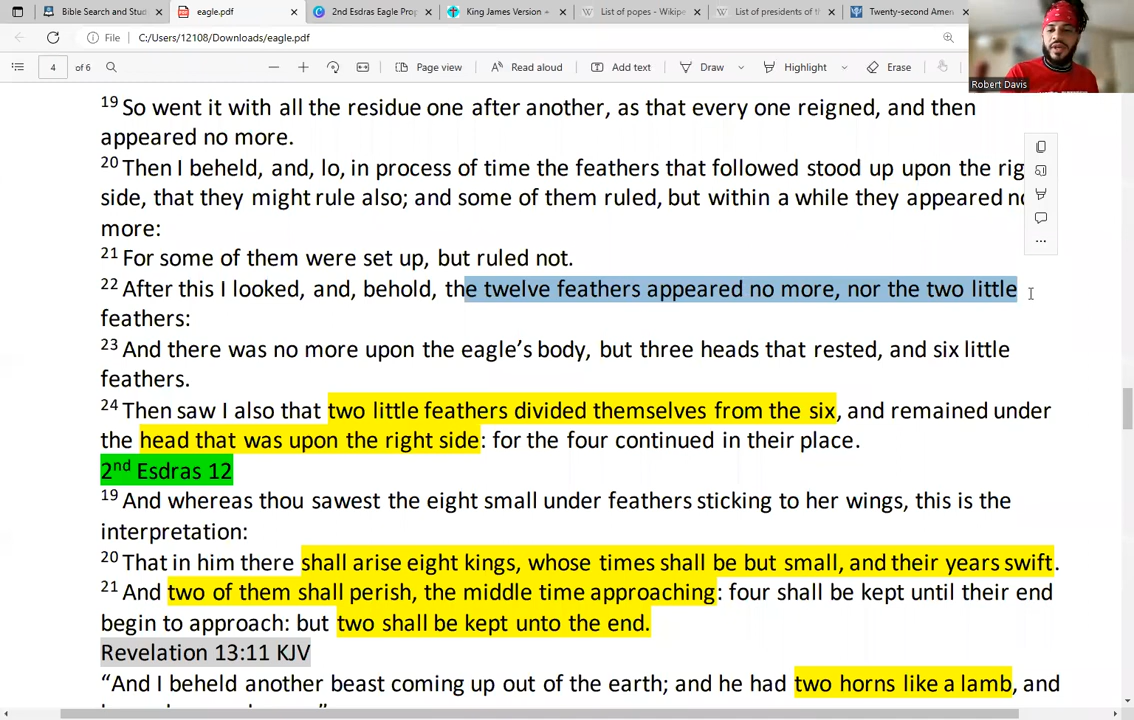 Bible Search and Stud
eagle.pdf
2nd Esdras Eagle Prop
King James Version +
List of popes - Wikipe
List of presidents of th
Twenty-second Amer
File
C:/Users/12108/Downloads/eagle.pdf
4 of 6
Page view
Read aloud
Add text
Draw
Highlight
Erase
Robert Davis
19 So went it with all the residue one after another, as that every one reigned, and then
appeared no more.
20 Then I beheld, and, lo, in process of time the feathers that followed stood up upon the rig
side, that they might rule also; and some of them ruled, but within a while they appeared no
more:
21 For some of them were set up, but ruled not.
22 After this I looked, and, behold, the twelve feathers appeared no more, nor the two little
feathers:
23 And there was no more upon the eagle’s body, but three heads that rested, and six little
feathers.
24 Then saw I also that two little feathers divided themselves from the six, and remained under
the head that was upon the right side: for the four continued in their place.
2nd Esdras 12
19 And whereas thou sawest the eight small under feathers sticking to her wings, this is the
interpretation:
20 That in him there shall arise eight kings, whose times shall be but small, and their years swift.
21 And two of them shall perish, the middle time approaching: four shall be kept until their end
begin to approach: but two shall be kept unto the end.
Revelation 13:11 KJV
“And I beheld another beast coming up out of the earth; and he had two horns like a lamb, and